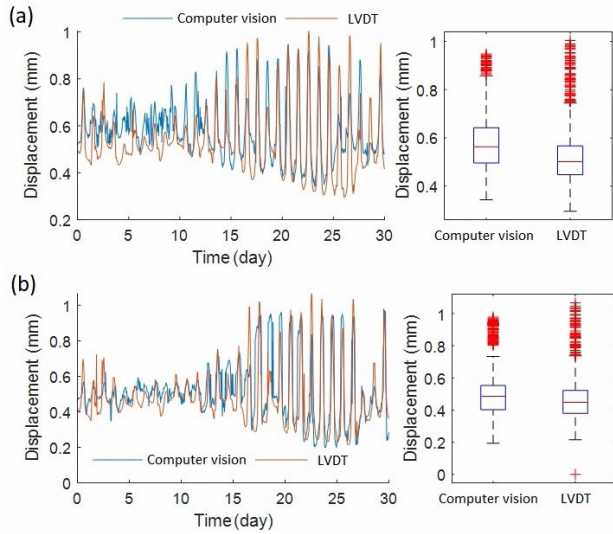 (a)
Computer vision LVDT
Displacement (mm)
1
0.8
0.6
0.4
0.2
0 5 10 15 20 25 30
Time (day)
Displacement (mm)
1
0.8
0.6
0.4
Computer vision LVDT
(b)
Displacement (mm)
1
0.8
0.6
0.4
0.2
0
Computer vision LVDT
0 5 10 15 20 25 30
Time (day)
Displacement (mm)
1
0.8
0.6
0.4
0.2
0
Computer vision LVDT